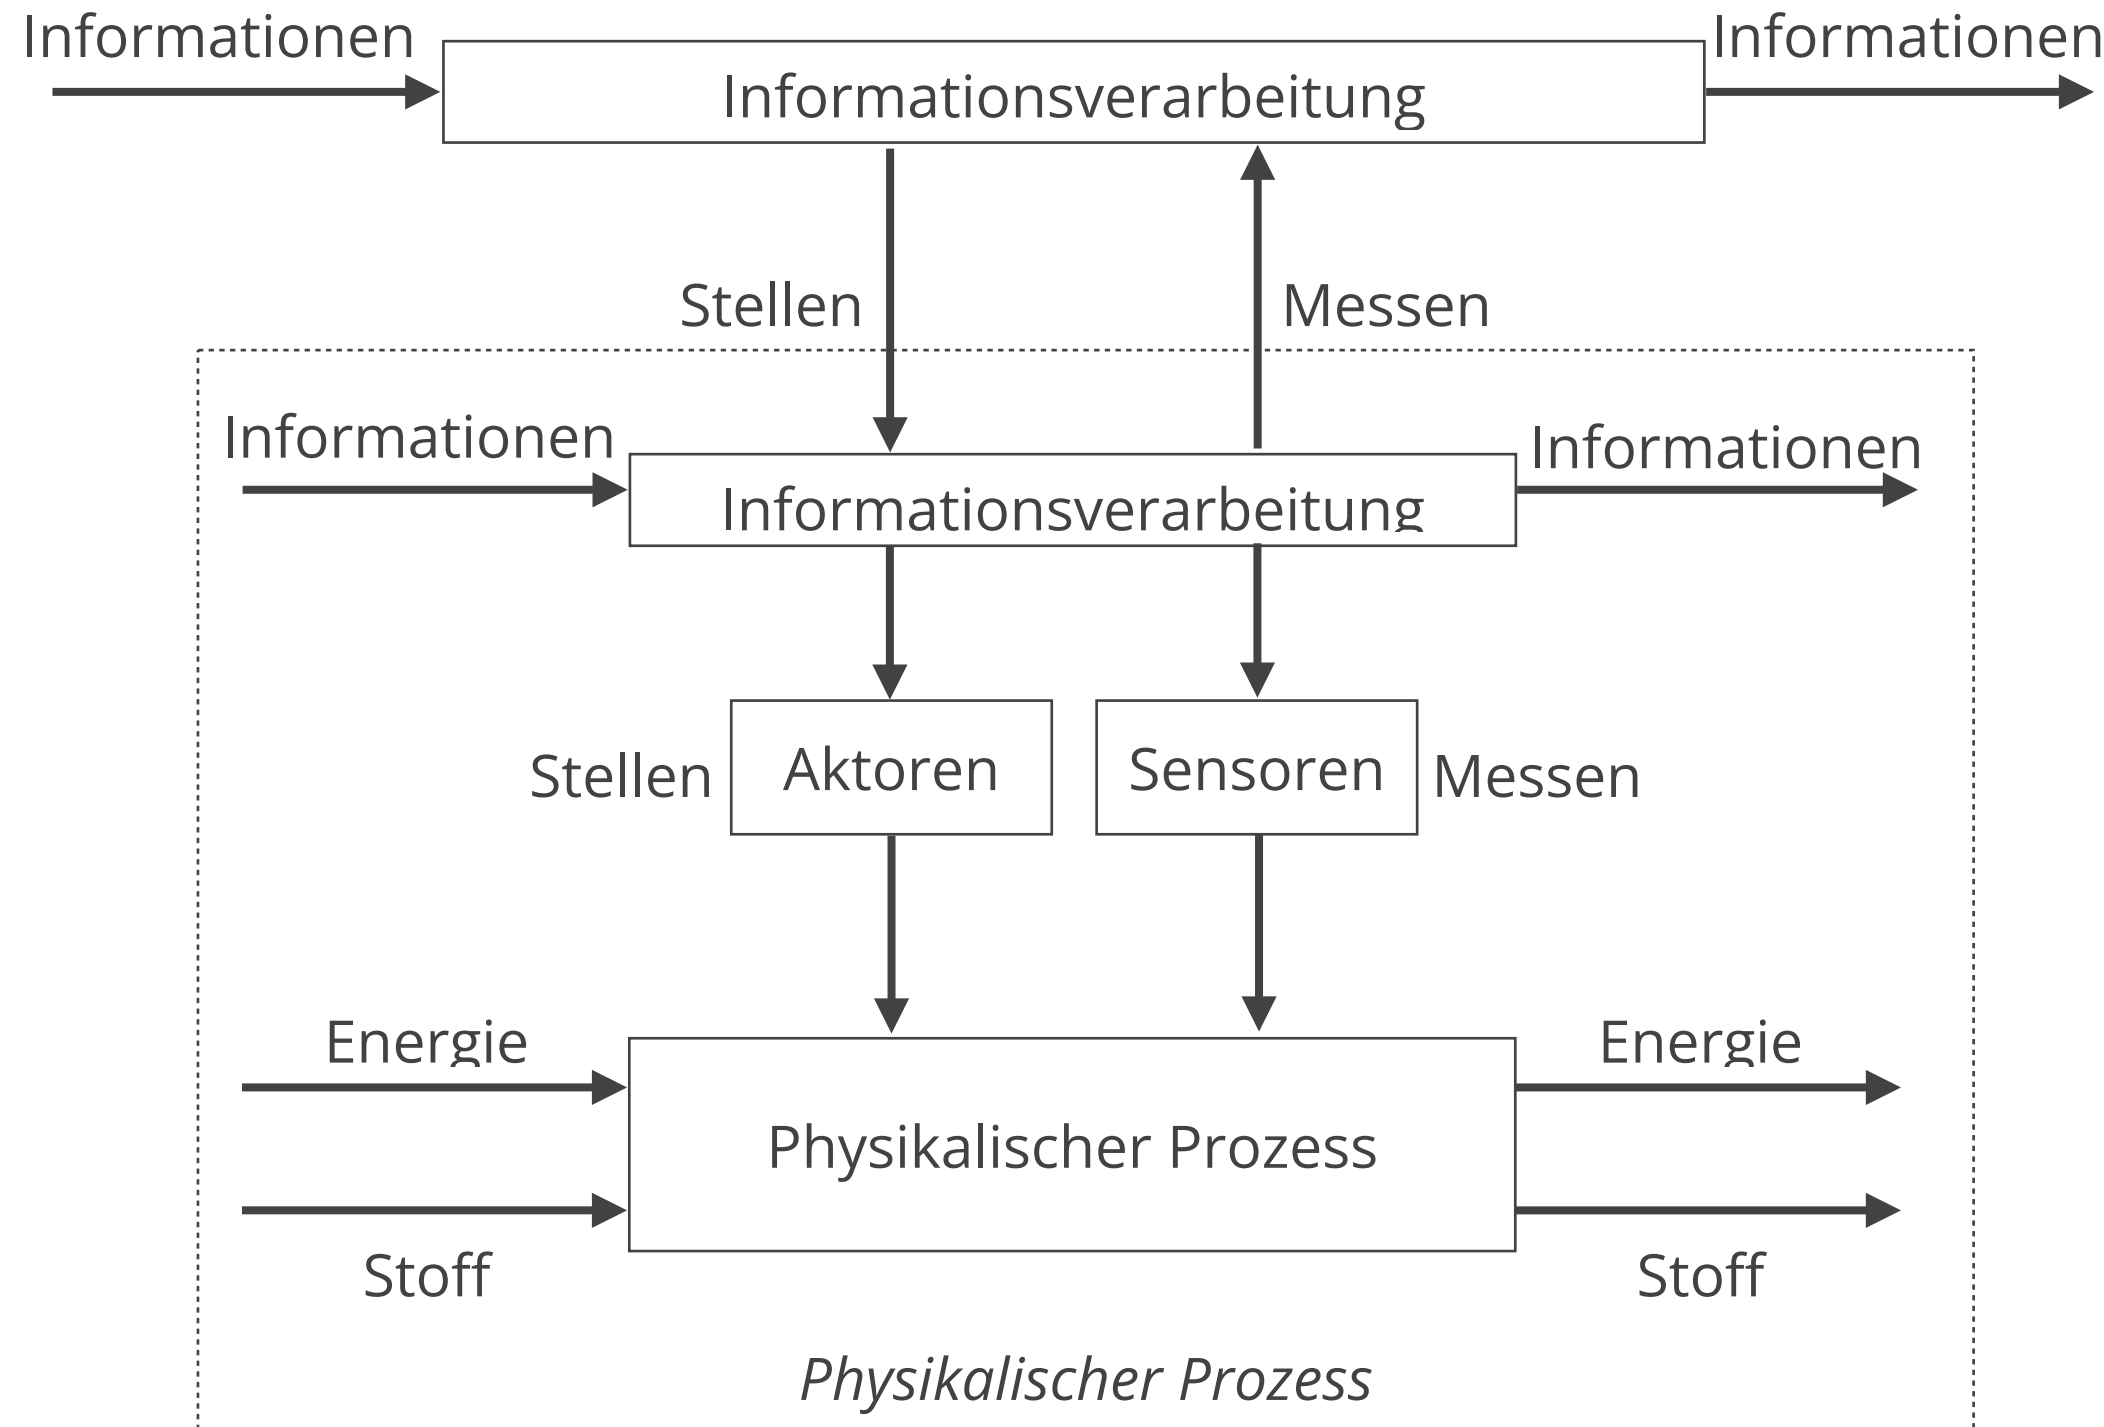 Informationen
Informationsverarbeitung
Informationen
Stellen
Messen
Informationen
Informationsverarbeitung
Informationen
Stellen
Aktoren
Sensoren
Messen
Energie
Energie
Physikalischer Prozess
Stoff
Stoff
Physikalischer Prozess